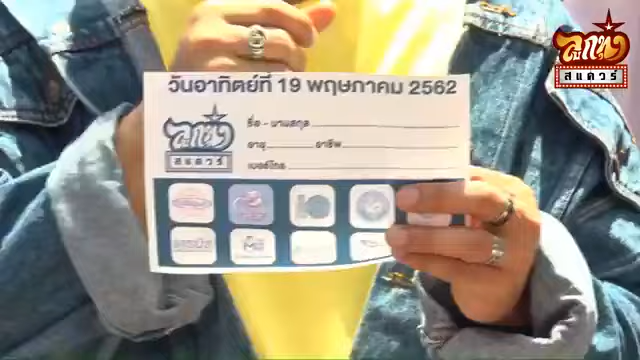 ลูกทุ่ง
สแควร์
วันอาทิตย์ที่ 19 พฤษภาคม 2562
ลูกทุ่ง
สแควร์
ชื่อ - นามสกุล
อายุ อาชีพ
เบอร์โทร